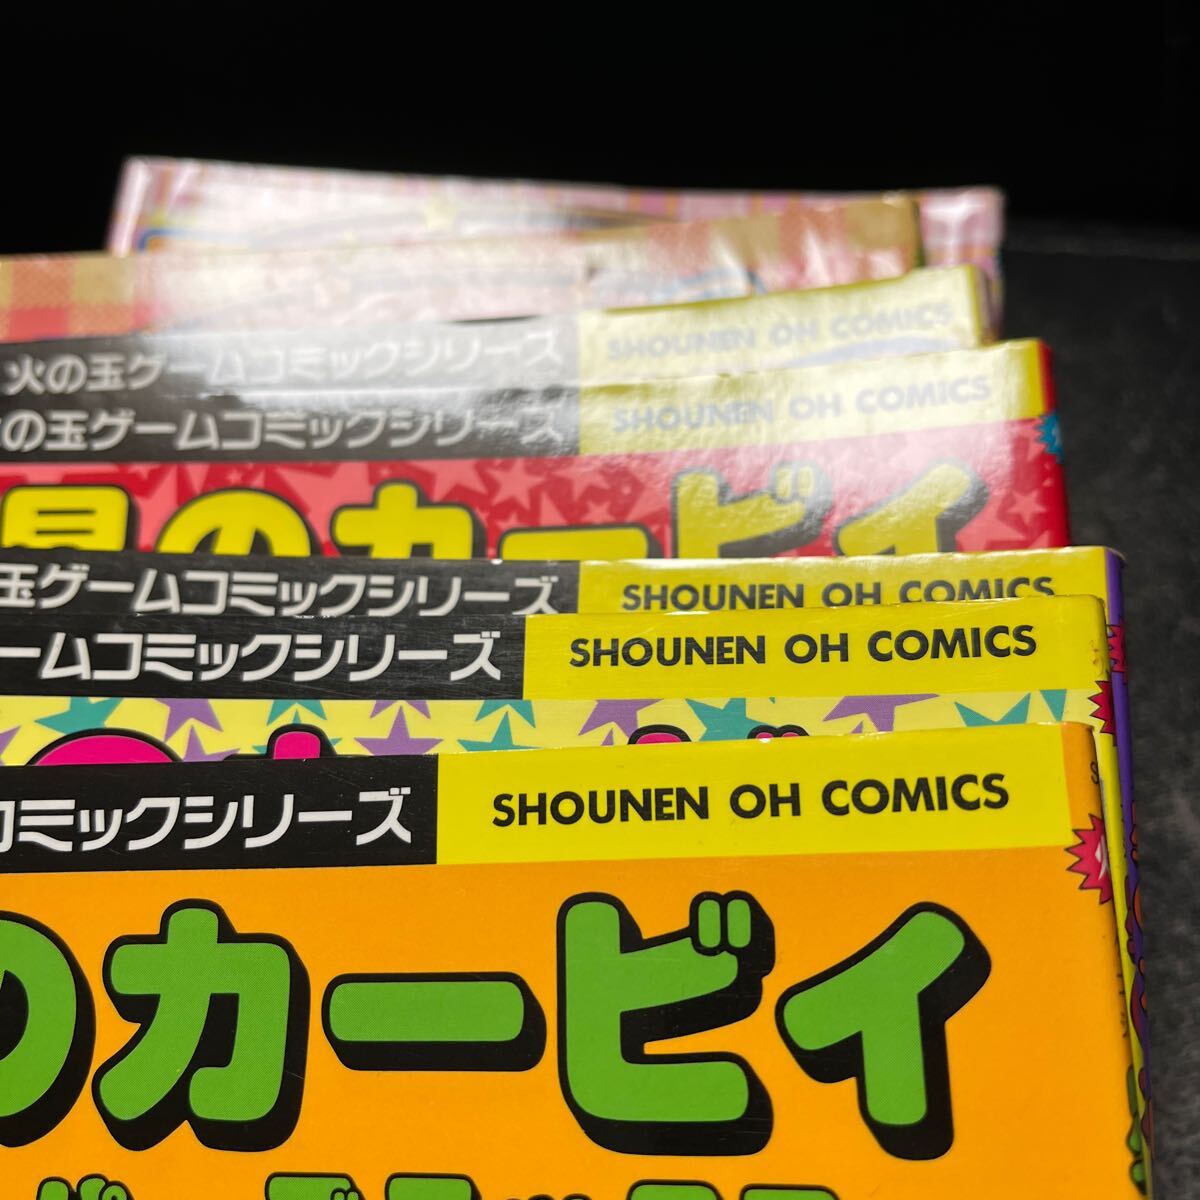 火の玉ゲームコミックシリーズ SHOUNEN OH COMICS
の玉ゲームコミックシリーズ SHOUNEN OH COMICS
星のカービィ
玉ゲームコミックシリーズ SHOUNEN OH COMICS
ームコミックシリーズ SHOUNEN OH COMICS
コミックシリーズ SHOUNEN OH COMICS
のカービィ